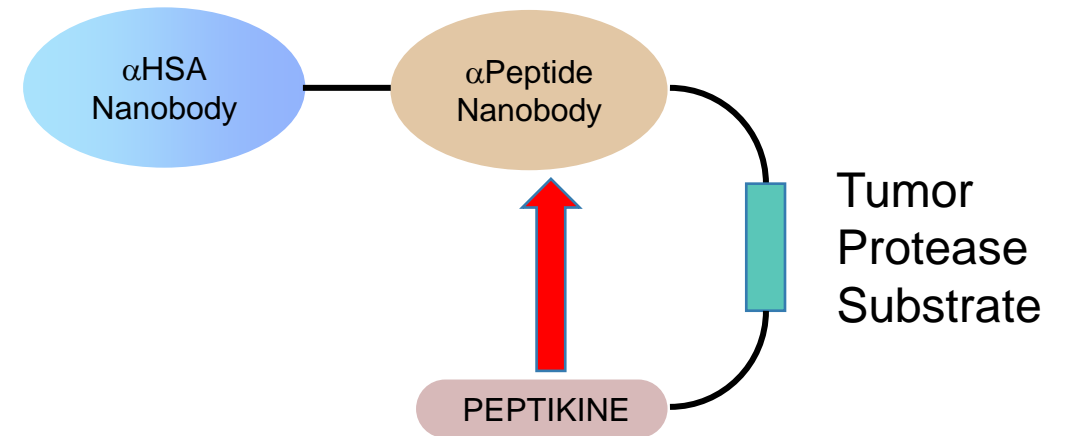 αHSA
Nanobody
αPeptide
Nanobody
Tumor
Protease
Substrate
PEPTIKINE